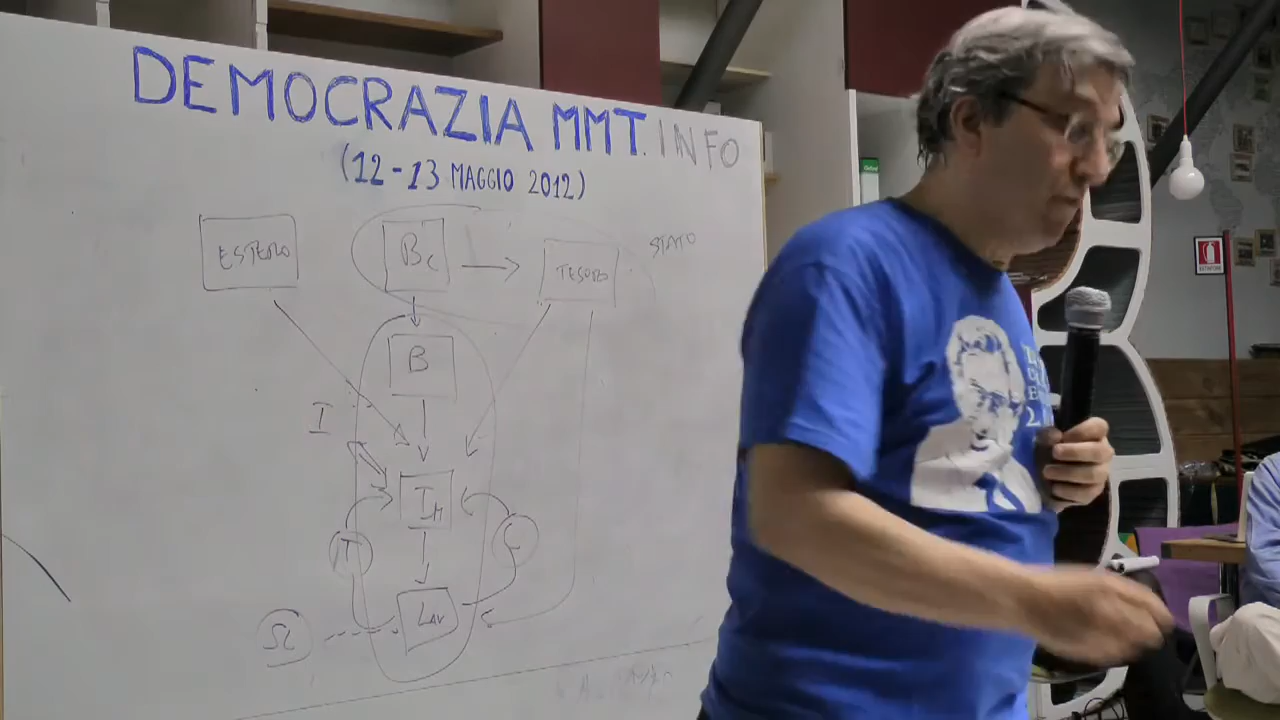 DEMOCRAZIA MMT.INFO
(12-13 MAGGIO 2012)
ESTERO
BC
TESORO
STATO
B
I
IM
T
C
LAV
Ω